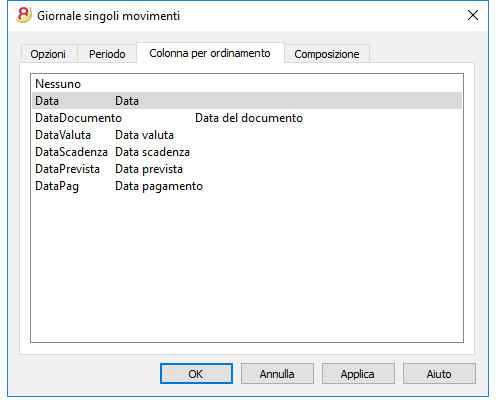 Giornale singoli movimenti
Opzioni Periodo Colonna per ordinamento Composizione
Nessuno
Data Data
DataDocumento Data del documento
DataValuta Data valuta
DataScadenza Data scadenza
DataPrevista Data prevista
DataPag Data pagamento
OK Annulla Applica Aiuto